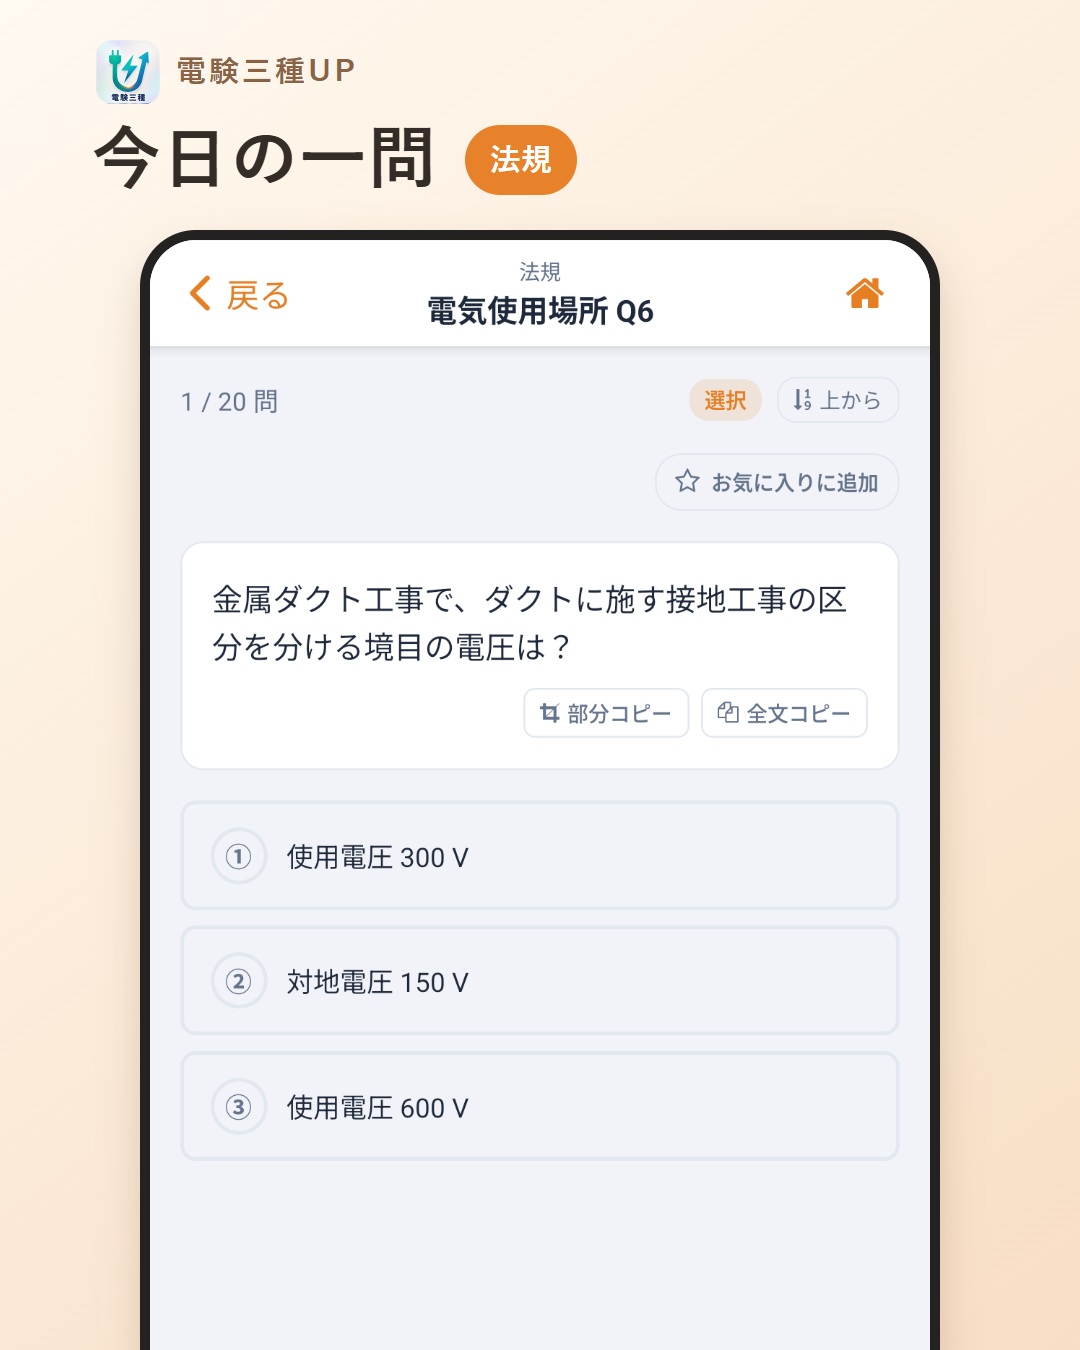 電験三種
電験三種UP
今日の一問
法規
戻る
法規
電気使用場所 Q6
1 / 20 問
選択
上から
お気に入りに追加
金属ダクト工事で、ダクトに施す接地工事の区
分を分ける境目の電圧は？
部分コピー
全文コピー
① 使用電圧 300 V
② 対地電圧 150 V
③ 使用電圧 600 V